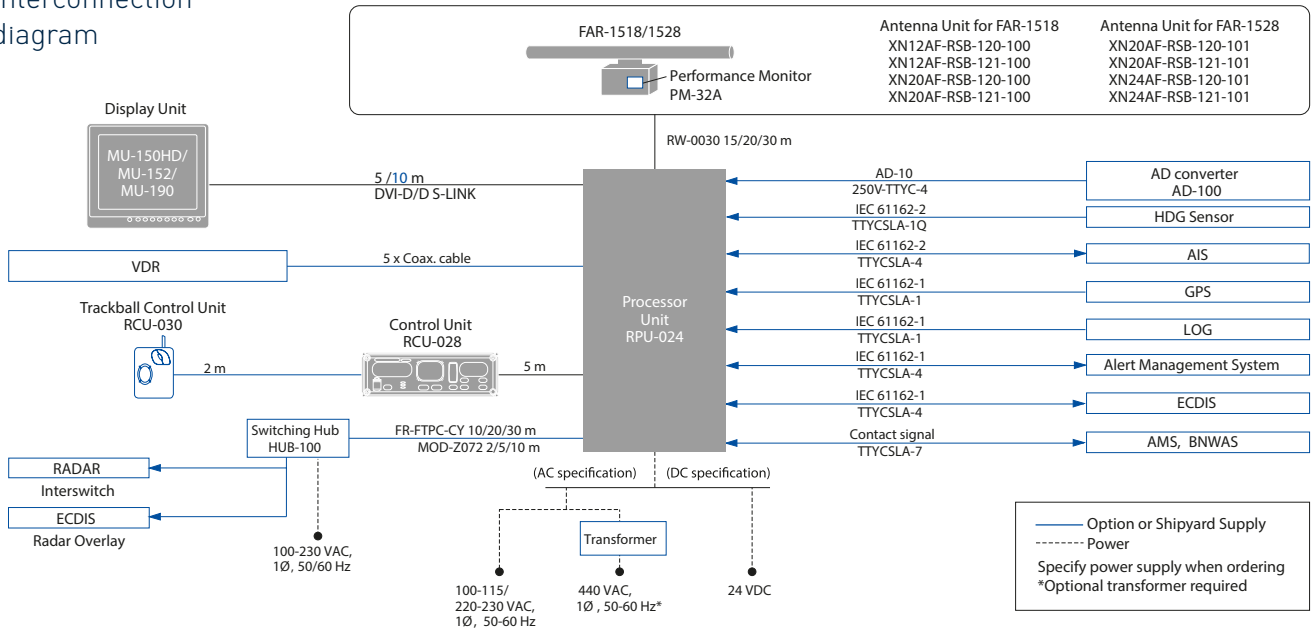 Interconnection
diagram
FAR-1518/1528
Performance Monitor
PM-32A
Antenna Unit for FAR-1518
XN12AF-RSB-120-100
XN12AF-RSB-121-100
XN20AF-RSB-120-100
XN20AF-RSB-121-100
Antenna Unit for FAR-1528
XN20AF-RSB-120-101
XN20AF-RSB-121-101
XN24AF-RSB-120-101
XN24AF-RSB-121-101
RW-0030 15/20/30 m
Display Unit
MU-150HD/
MU-152/
MU-190
5 /10 m
DVI-D/D S-LINK
VDR
5 x Coax. cable
Trackball Control Unit
RCU-030
2 m
Control Unit
RCU-028
5 m
Processor
Unit
RPU-024
Switching Hub
HUB-100
FR-FTPC-CY 10/20/30 m
MOD-Z072 2/5/10 m
RADAR
Interswitch
ECDIS
Radar Overlay
100-230 VAC,
1Ø, 50/60 Hz
AD-10
250V-TTYC-4
AD converter
AD-100
IEC 61162-2
TTYCSLA-1Q
HDG Sensor
IEC 61162-2
TTYCSLA-4
AIS
IEC 61162-1
TTYCSLA-1
GPS
IEC 61162-1
TTYCSLA-1
LOG
IEC 61162-1
TTYCSLA-4
Alert Management System
IEC 61162-1
TTYCSLA-4
ECDIS
Contact signal
TTYCSLA-7
AMS, BNWAS
(AC specification)
(DC specification)
Transformer
100-115/
220-230 VAC,
1Ø, 50-60 Hz
440 VAC,
1Ø , 50-60 Hz*
24 VDC
Option or Shipyard Supply
Power
Specify power supply when ordering
*Optional transformer required